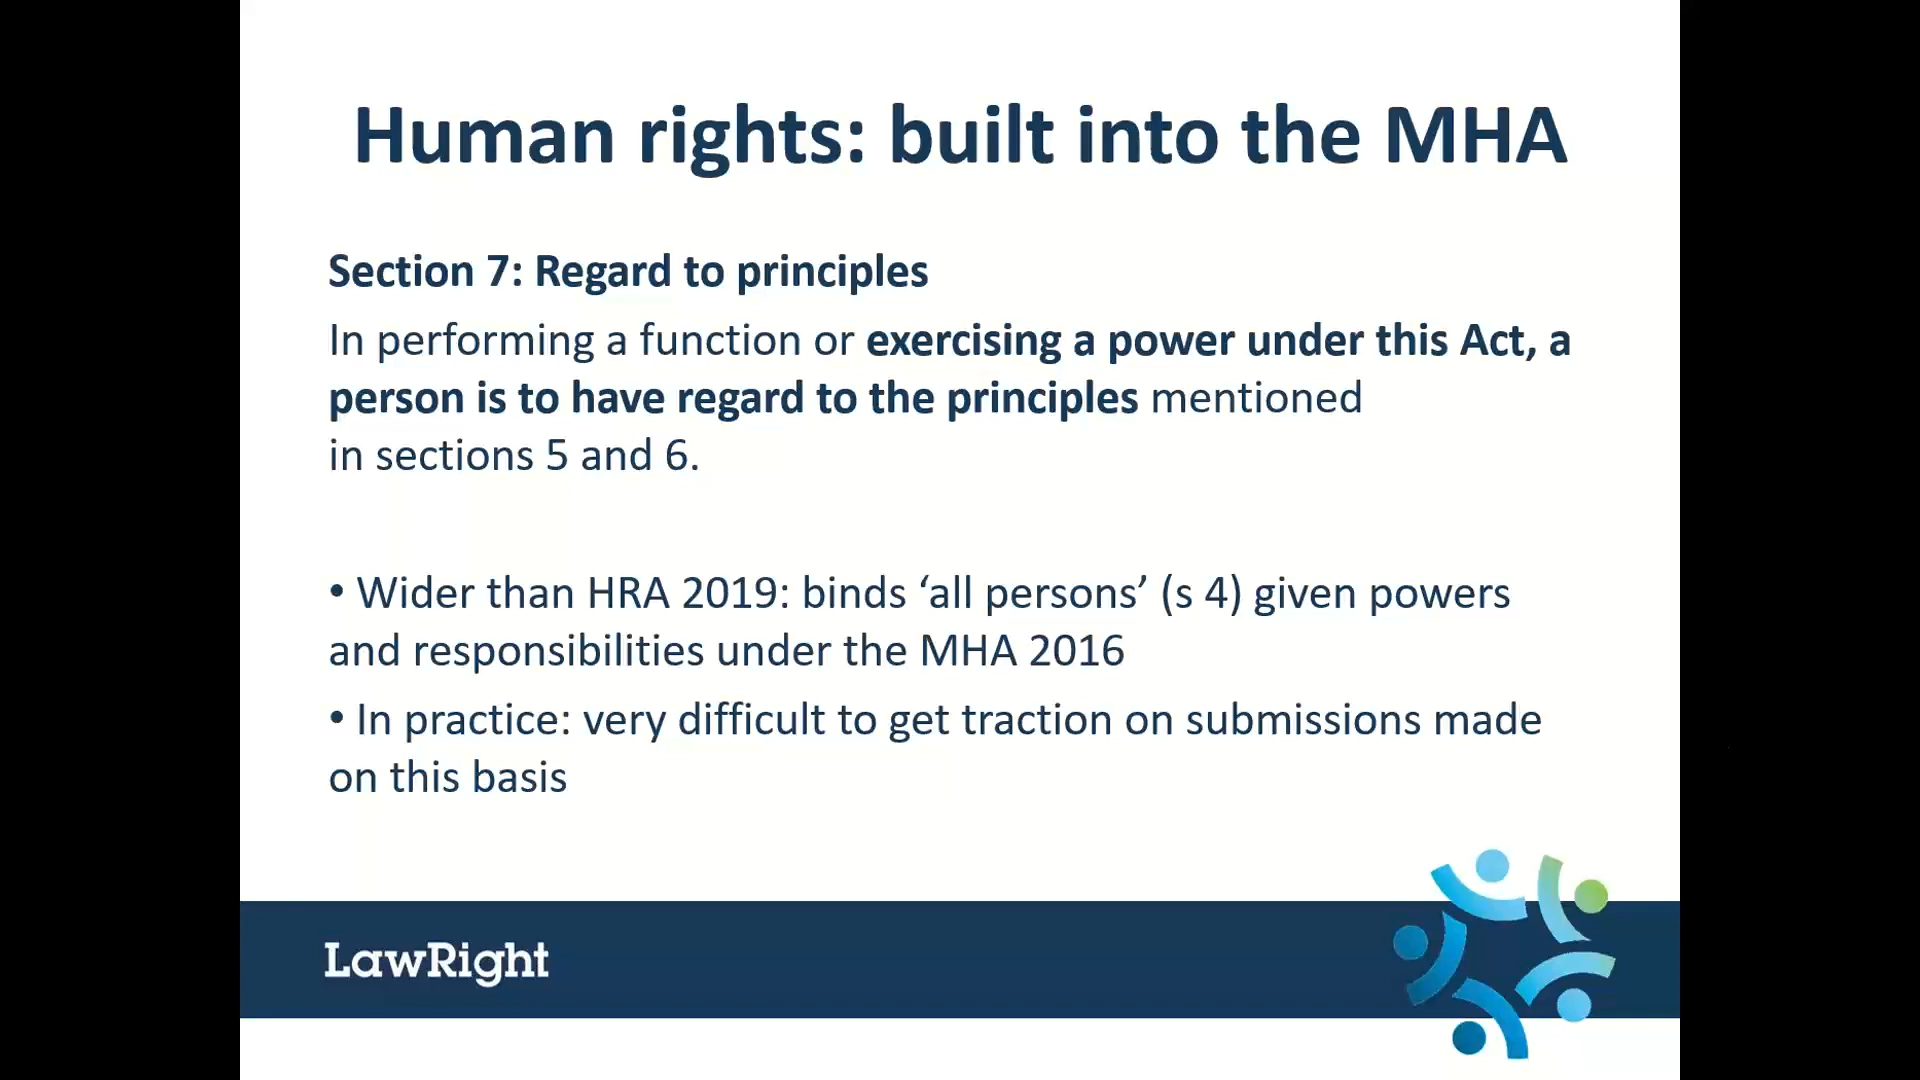 Human rights: built into the MHA
Section 7: Regard to principles
In performing a function or exercising a power under this Act, a
person is to have regard to the principles mentioned
in sections 5 and 6.
• Wider than HRA 2019: binds ‘all persons’ (s 4) given powers
and responsibilities under the MHA 2016
• In practice: very difficult to get traction on submissions made
on this basis
LawRight